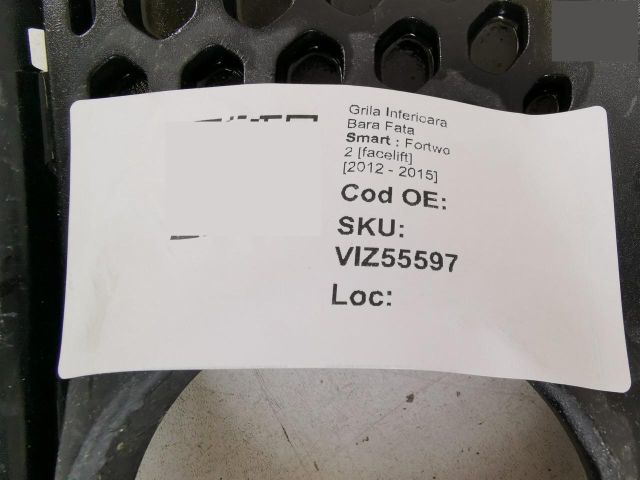 Grila Inferioara
Bara Fata
Smart : Fortwo
2 [facelift]
[2012 - 2015]
Cod OE:
SKU:
VIZ55597
Loc: